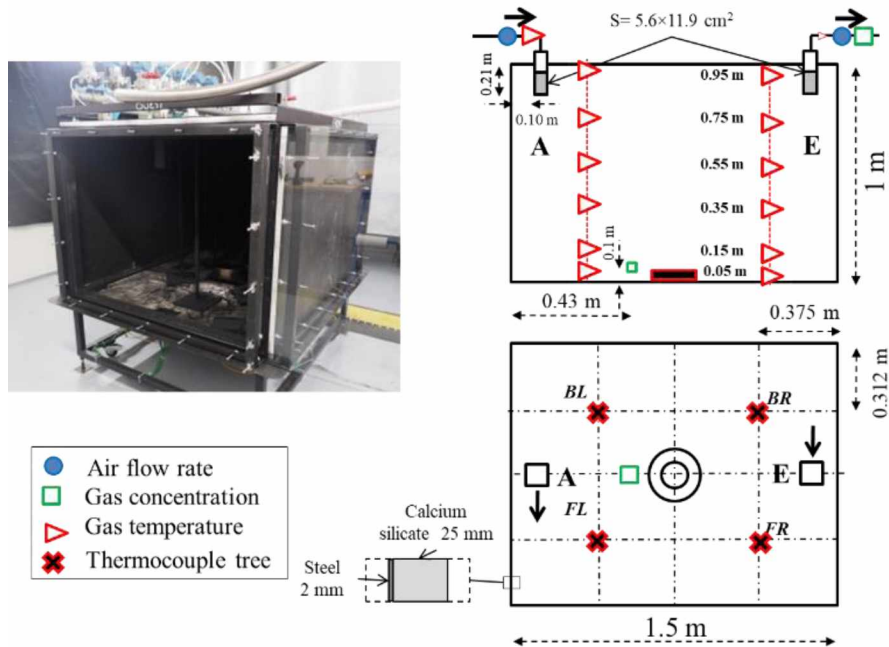 S= 5.6×11.9 cm²
0.21 m
0.10 m
A
E
0.95 m
0.75 m
0.55 m
0.35 m
0.15 m
0.05 m
0.1 m
1 m
0.43 m
0.375 m
0.312 m
BL
BR
A
E
FL
FR
1.5 m
Air flow rate
Gas concentration
Gas temperature
Thermocouple tree
Calcium
silicate 25 mm
Steel
2 mm